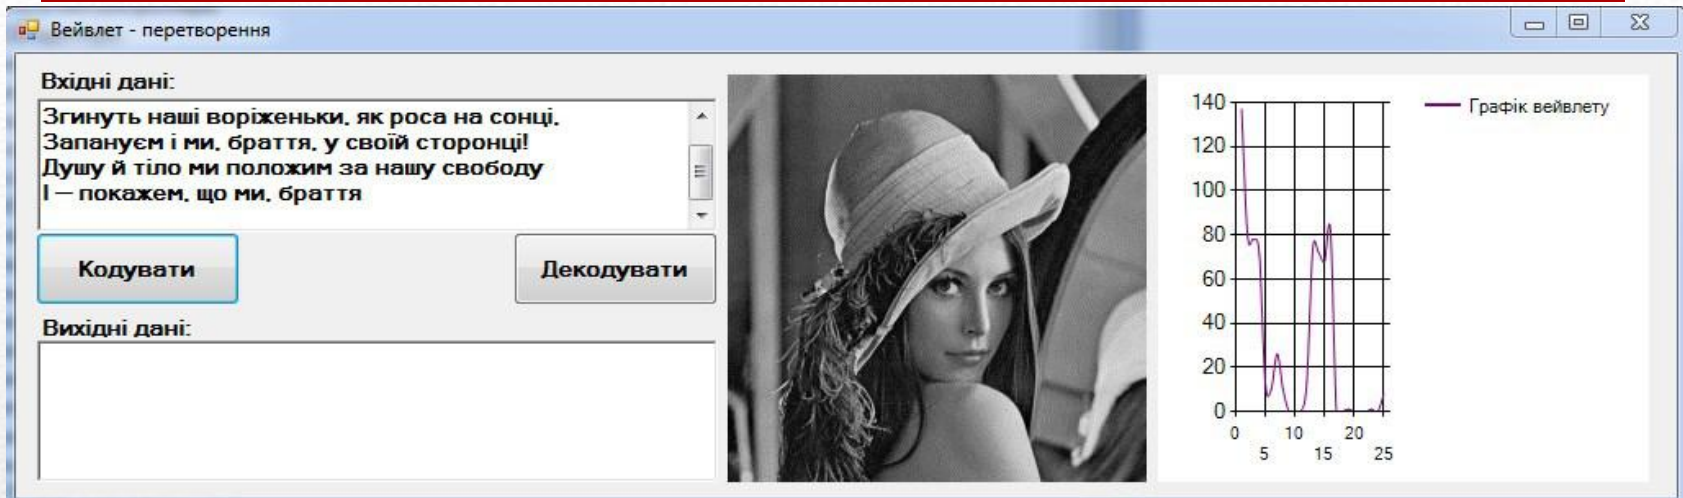 Вейвлет - перетворення
Вхідні дані:
Згинуть наші воріженьки, як роса на сонці,
Запануєм і ми, браття, у своїй сторонці!
Душу й тіло ми положим за нашу свободу
І — покажем, що ми, браття
Кодувати
Декодувати
Вихідні дані:
140
120
100
80
60
40
20
0
0
10
20
5
15
25
Графік вейвлету